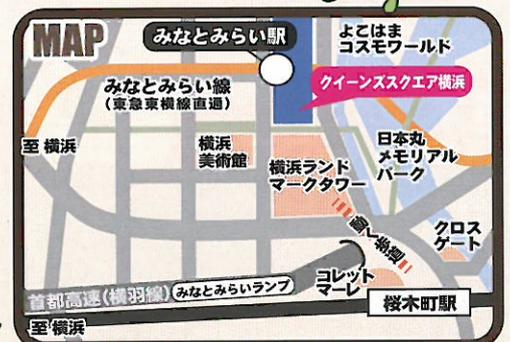 MAP
みなとみらい駅
よこはま
コスモワールド
みなとみらい線
(東急東横線直通)
クイーンズスクエア横浜
至 横浜
横浜
美術館
横浜ランド
マークタワー
日本丸
メモリアル
パーク
動く歩道
クロス
ゲート
コレット
マーレ
首都高速(横羽線)
みなとみらいランプ
桜木町駅
至 横浜